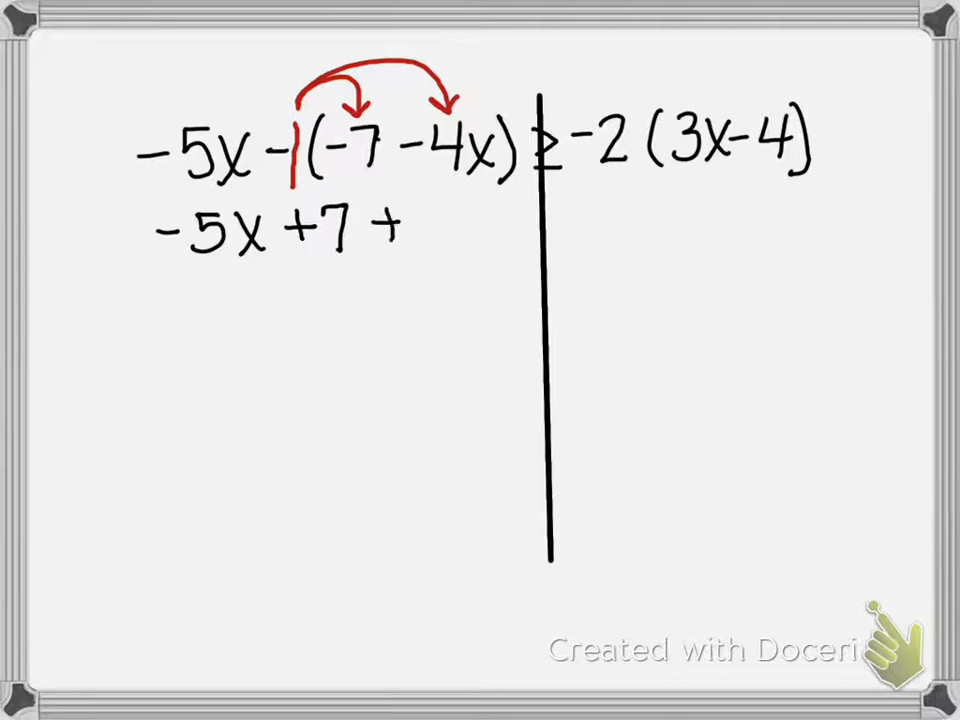 -5x -1(-7 -4x) ≥ -2(3x-4)
-5x +7 +
Created with Doceri